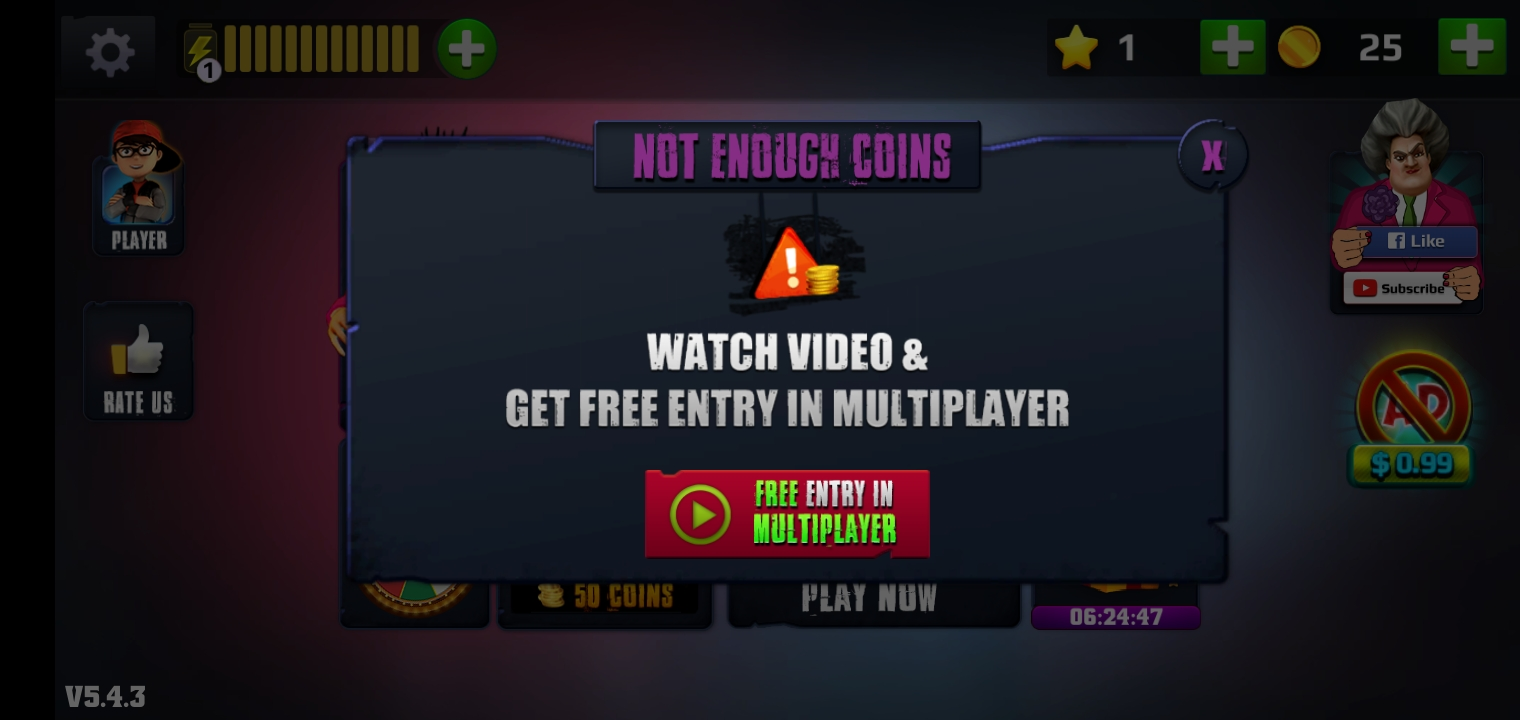 1
1
25
NOT ENOUGH COINS
X
PLAYER
Like
Subscribe
WATCH VIDEO &
GET FREE ENTRY IN MULTIPLAYER
RATE US
AD
$ 0.99
FREE ENTRY IN
MULTIPLAYER
50 COINS
PLAY NOW
06:24:47
V5.4.3